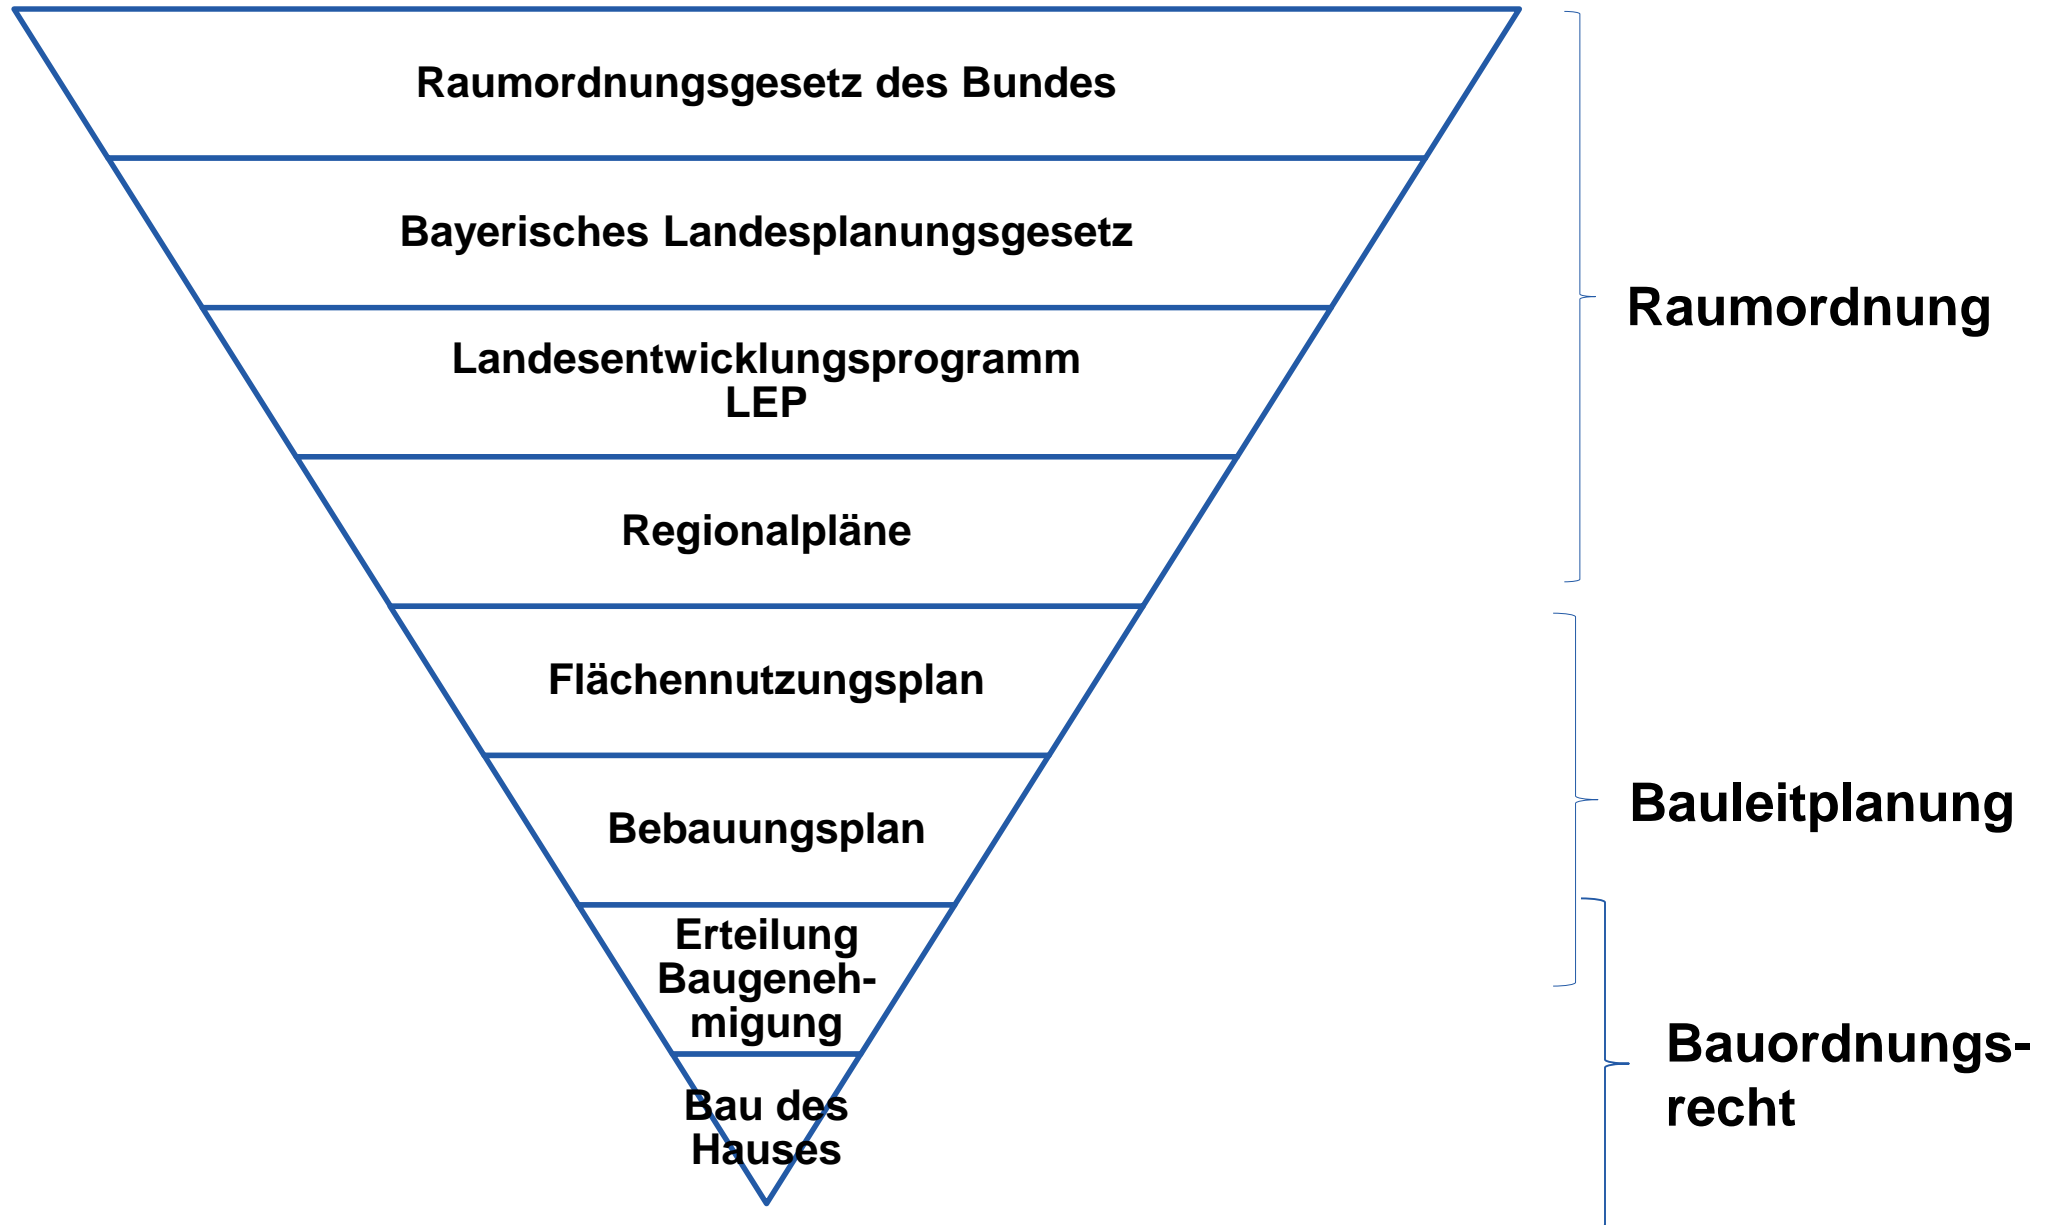 Raumordnungsgesetz des Bundes
Bayerisches Landesplanungsgesetz
Landesentwicklungsprogramm
LEP
Regionalpläne
Flächennutzungsplan
Bebauungsplan
Erteilung
Baugeneh-
migung
Bau des
Hauses
Raumordnung
Bauleitplanung
Bauordnungs-
recht